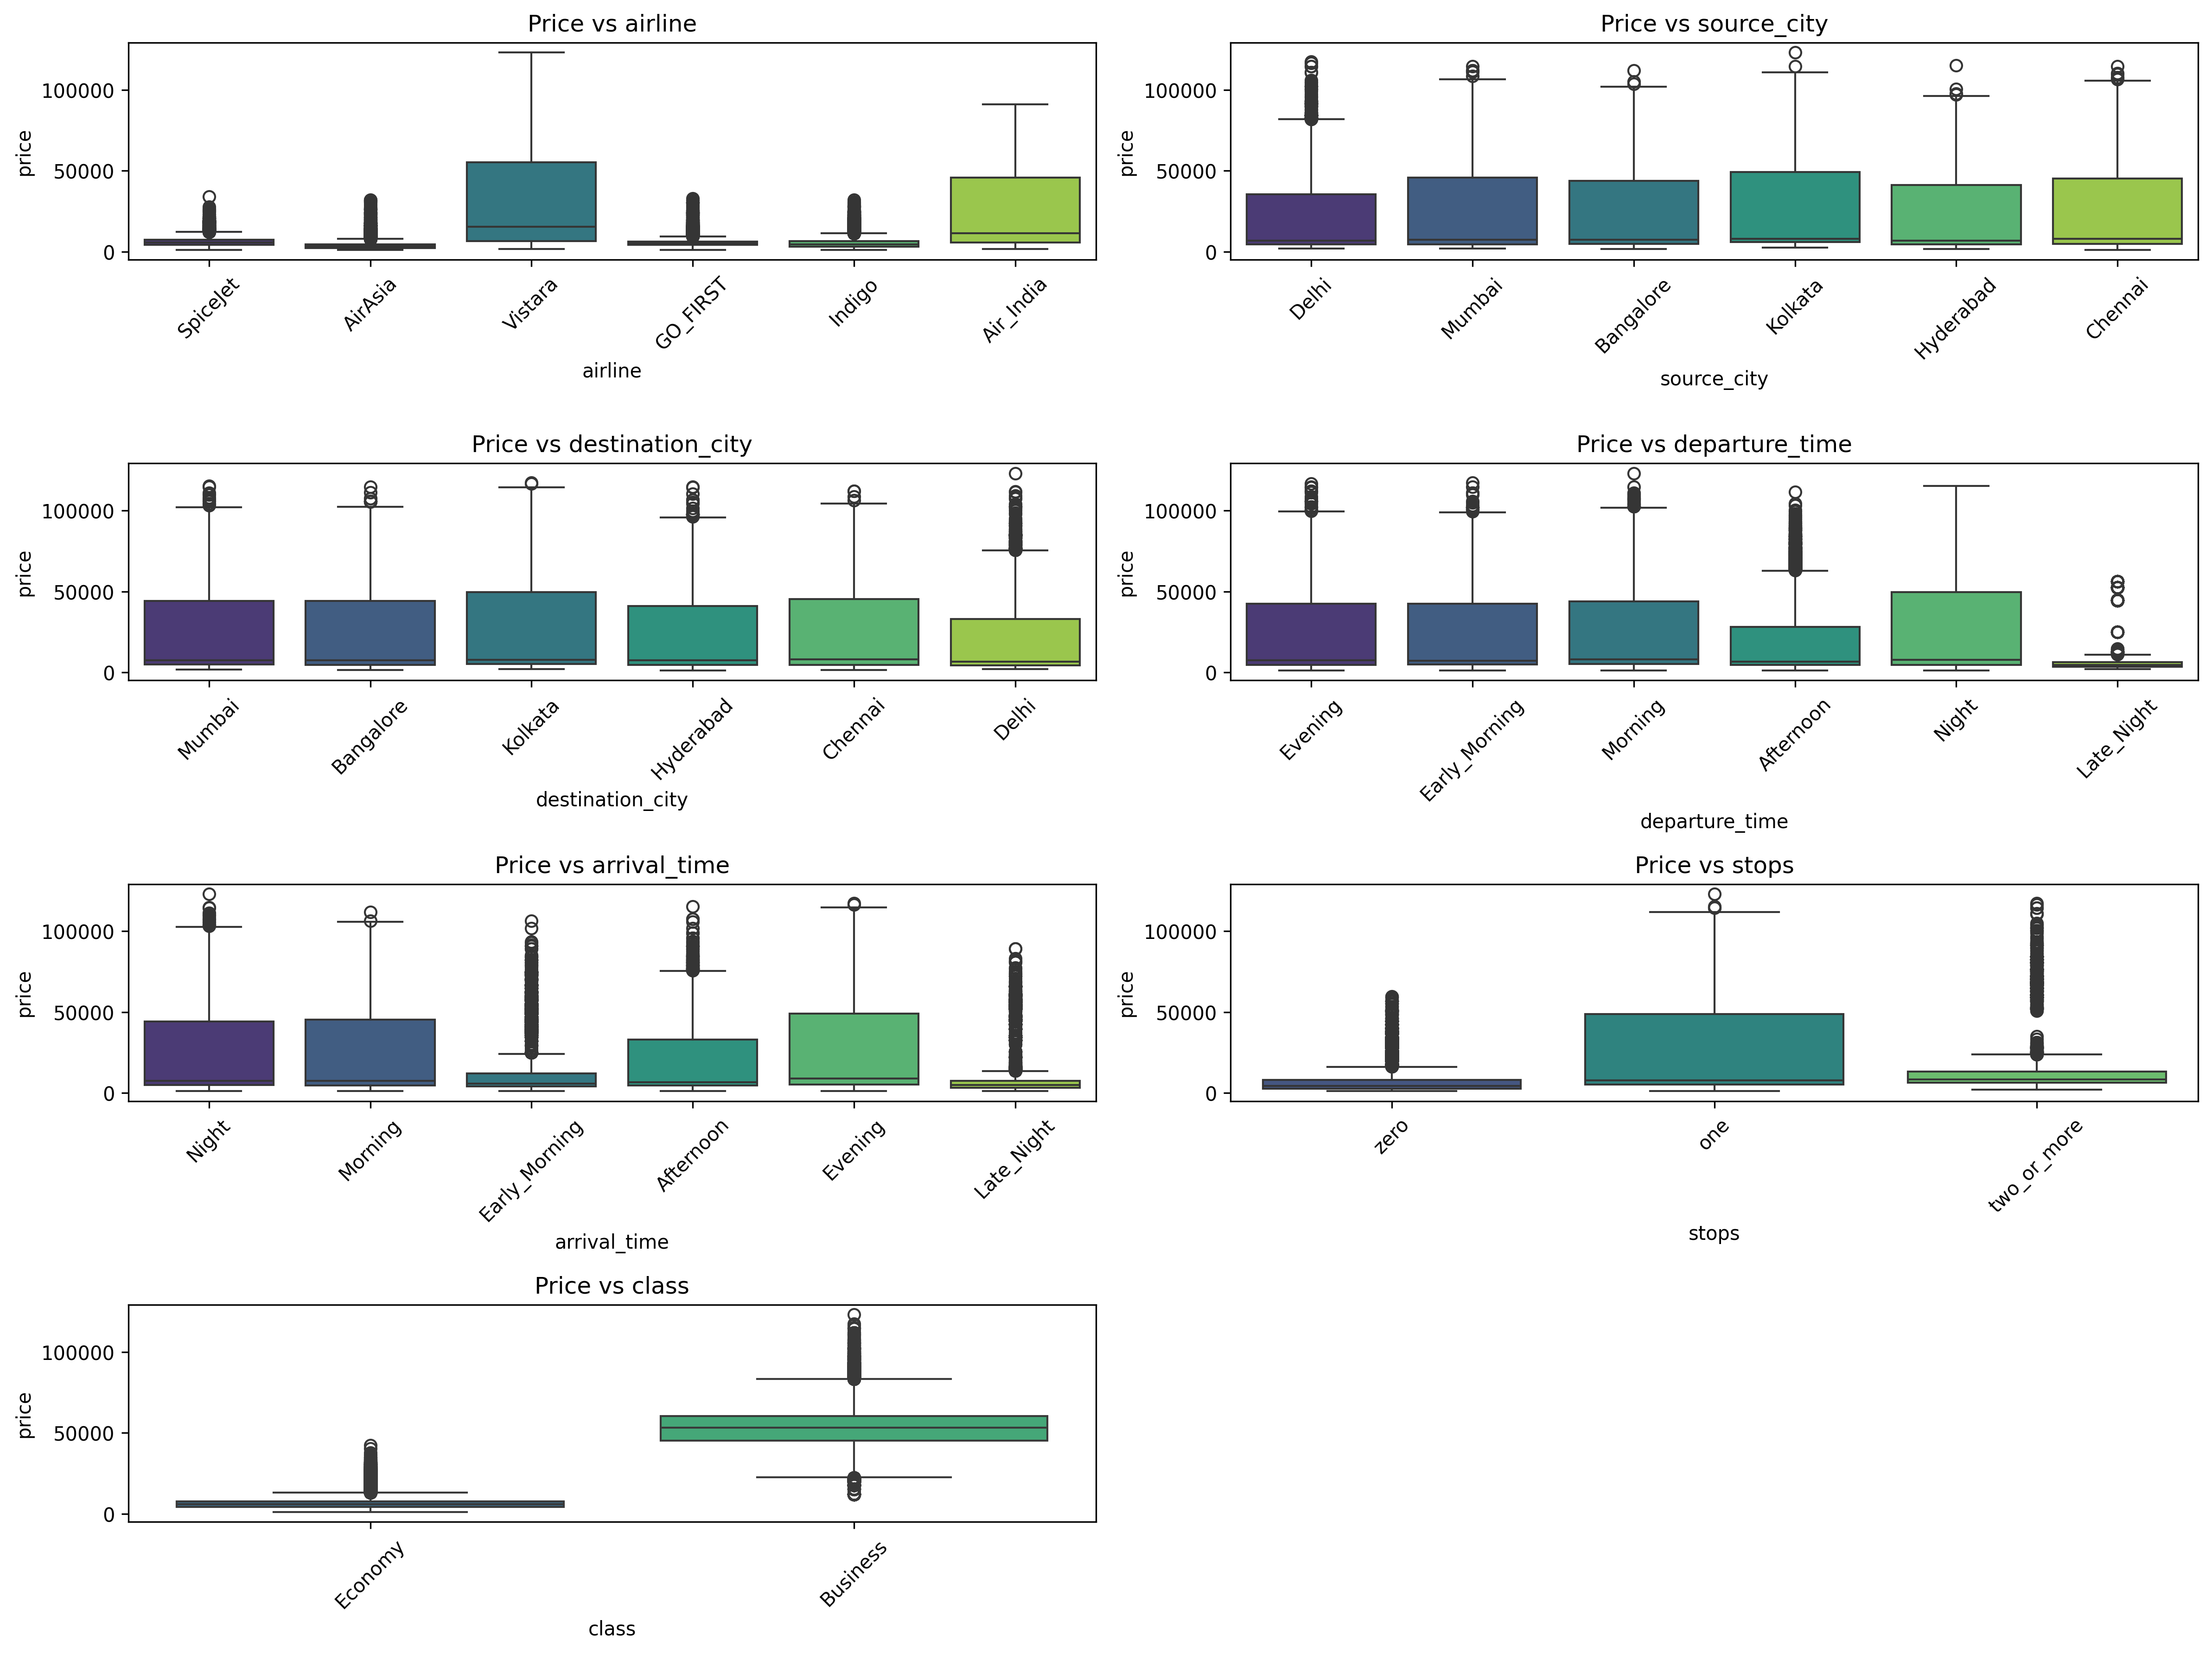 Price vs airline
price
100000
50000
0
SpiceJet
AirAsia
Vistara
GO_FIRST
Indigo
Air_India
airline
Price vs source_city
price
100000
50000
0
Delhi
Mumbai
Bangalore
Kolkata
Hyderabad
Chennai
source_city
Price vs destination_city
price
100000
50000
0
Mumbai
Bangalore
Kolkata
Hyderabad
Chennai
Delhi
destination_city
Price vs departure_time
price
100000
50000
0
Evening
Early_Morning
Morning
Afternoon
Night
Late_Night
departure_time
Price vs arrival_time
price
100000
50000
0
Night
Morning
Early_Morning
Afternoon
Evening
Late_Night
arrival_time
Price vs stops
price
100000
50000
0
zero
one
two_or_more
stops
Price vs class
price
100000
50000
0
Economy
Business
class